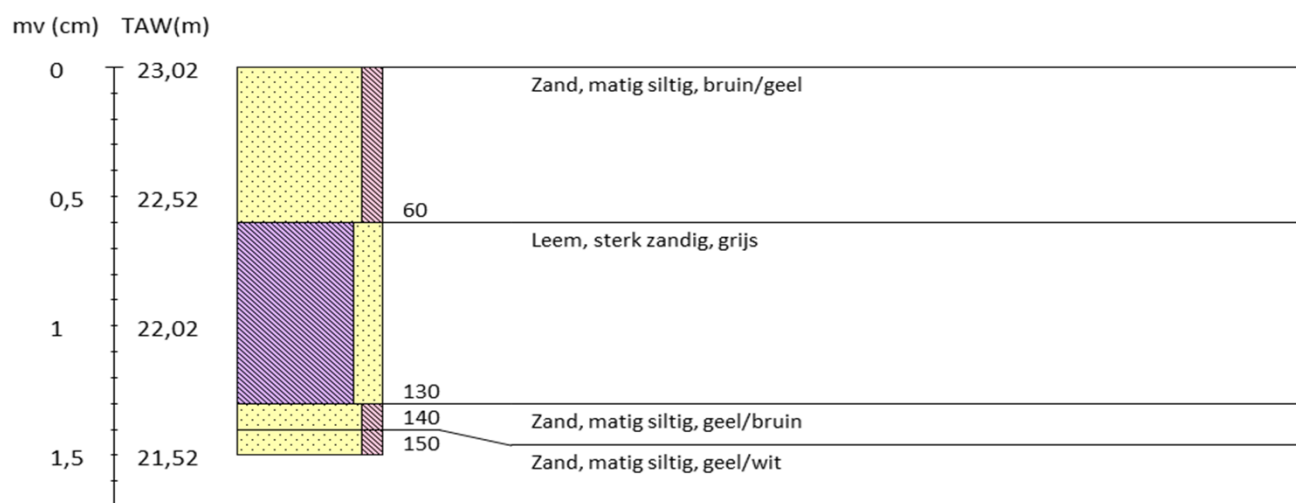 mv (cm) TAW(m)
0 23,02
Zand, matig siltig, bruin/geel
0,5 22,52
60
Leem, sterk zandig, grijs
1 22,02
130
140 Zand, matig siltig, geel/bruin
150
1,5 21,52 Zand, matig siltig, geel/wit